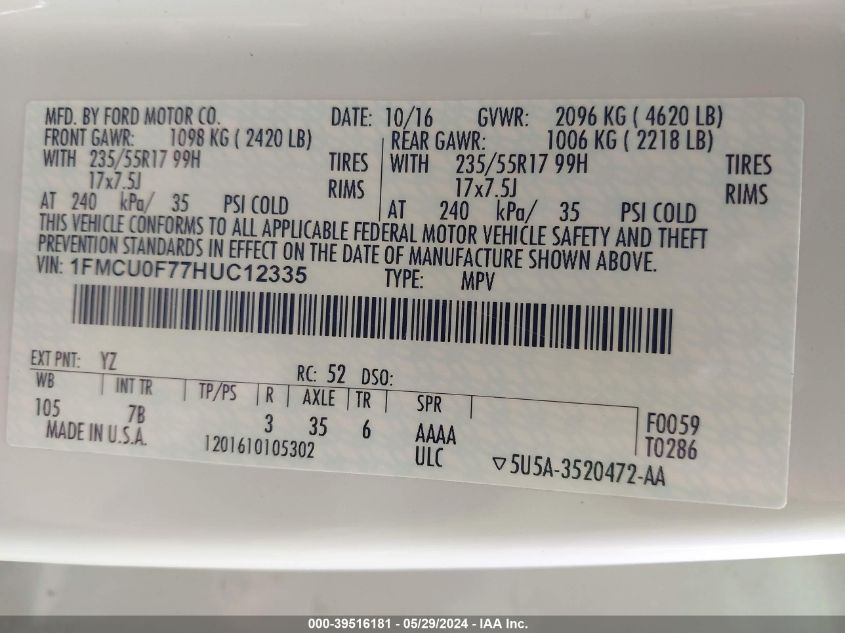 MFD. BY FORD MOTOR CO. DATE: 10/16 GVWR: 2096 KG ( 4620 LB)
FRONT GAWR: 1098 KG ( 2420 LB) REAR GAWR: 1006 KG ( 2218 LB)
WITH 235/55R17 99H TIRES WITH 235/55R17 99H TIRES
17x7.5J RIMS 17x7.5J RIMS
AT 240 kPa/ 35 PSI COLD AT 240 kPa/ 35 PSI COLD
THIS VEHICLE CONFORMS TO ALL APPLICABLE FEDERAL MOTOR VEHICLE SAFETY AND THEFT
PREVENTION STANDARDS IN EFFECT ON THE DATE OF MANUFACTURE SHOWN ABOVE.
VIN: 1FMCU0F77HUC12335 TYPE: MPV
EXT PNT: YZ RC: 52 DSO:
WB INT TR TP/PS R AXLE TR SPR
105 7B 3 35 6 AAAA F0059
MADE IN U.S.A. 1201610105302 ULC T0286
5U5A-3520472-AA
000-39516181 - 05/29/2024 - IAA Inc.